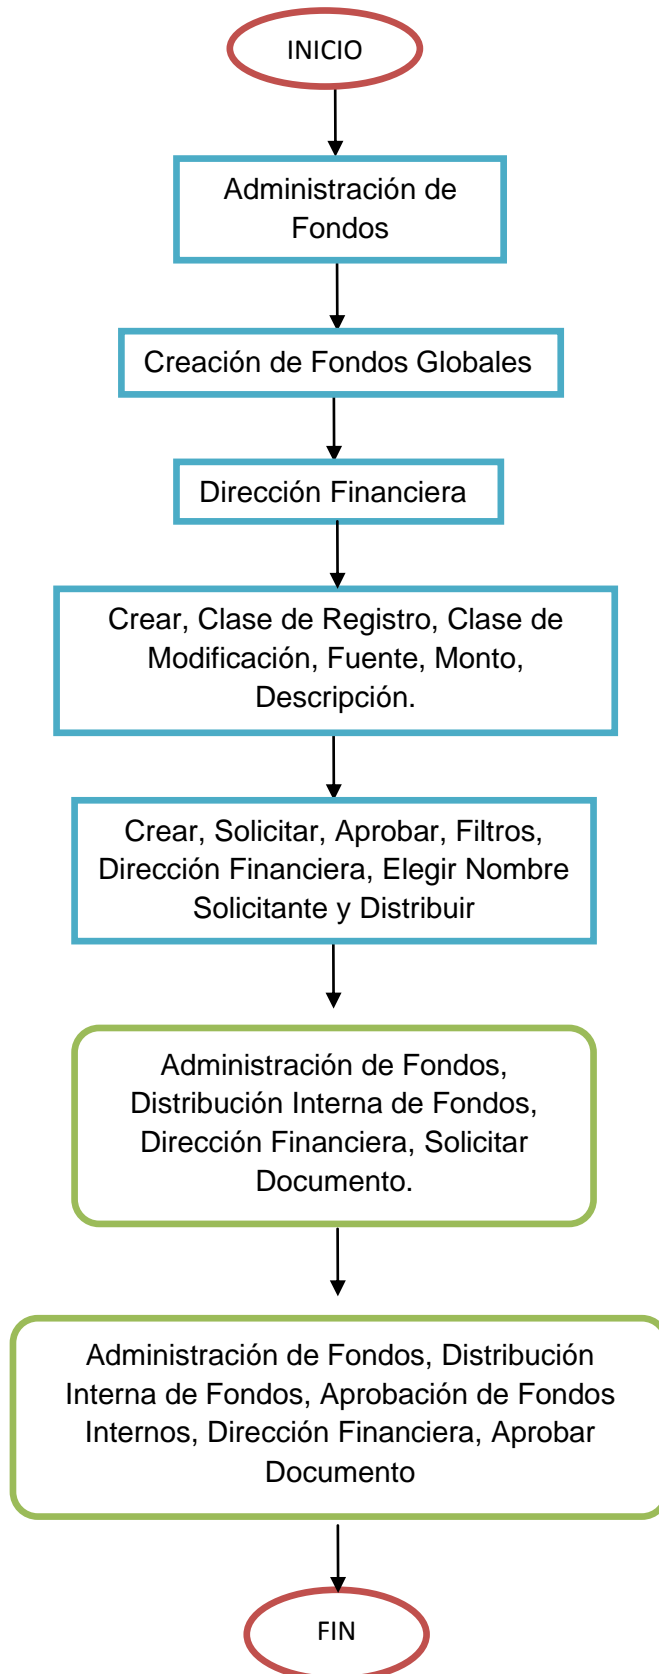 INICIO
Administración de
Fondos
Creación de Fondos Globales
Dirección Financiera
Crear, Clase de Registro, Clase de
Modificación, Fuente, Monto,
Descripción.
Crear, Solicitar, Aprobar, Filtros,
Dirección Financiera, Elegir Nombre
Solicitante y Distribuir
Administración de Fondos,
Distribución Interna de Fondos,
Dirección Financiera, Solicitar
Documento.
Administración de Fondos, Distribución
Interna de Fondos, Aprobación de Fondos
Internos, Dirección Financiera, Aprobar
Documento
FIN